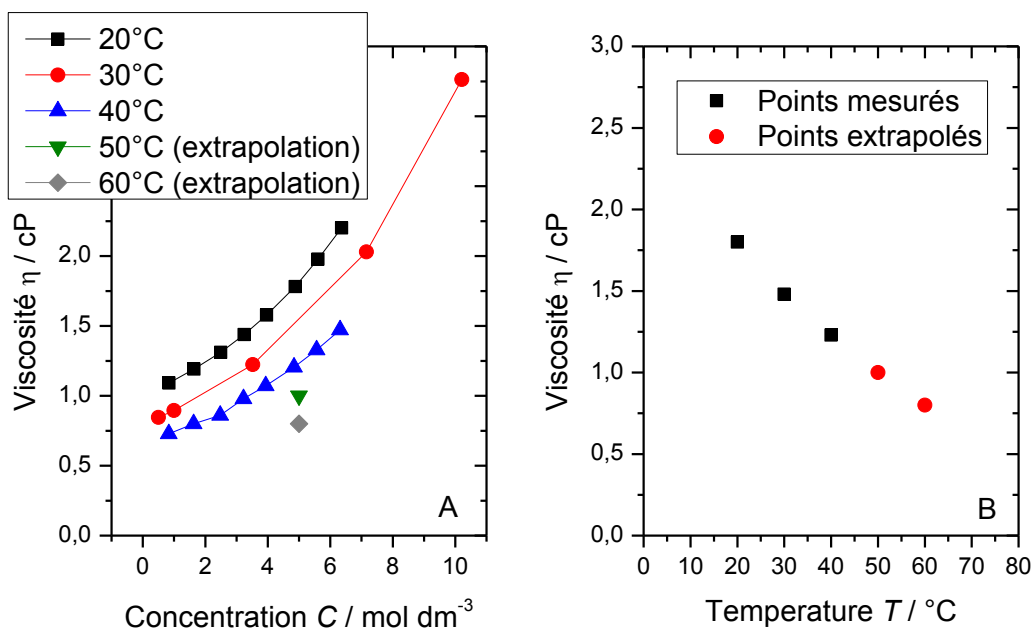 20°C
30°C
40°C
50°C (extrapolation)
60°C (extrapolation)
Viscosité η / cP
2,0
1,5
1,0
0,5
0,0
0 2 4 6 8 10
Concentration C / mol dm-3
A
Points mesurés
Points extrapolés
Viscosité η / cP
3,0
2,5
2,0
1,5
1,0
0,5
0,0
0 10 20 30 40 50 60 70 80
Temperature T / °C
B